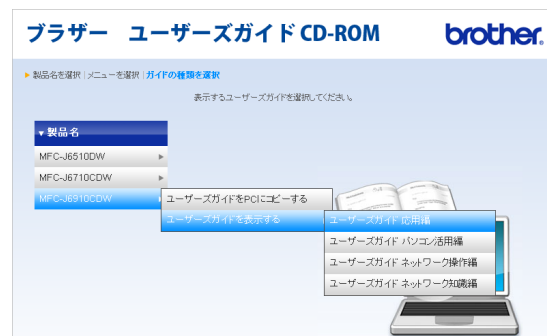 ブラザー ユーザーズガイド CD-ROM
brother.
製品名を選択 | メニューを選択 | ガイドの種類を選択
表示するユーザーズガイドを選択してください。
▼製品名
MFC-J6510DW
MFC-J6710CDW
MFC-J6910CDW
ユーザーズガイドをPCにコピーする
ユーザーズガイドを表示する
ユーザーズガイド 応用編
ユーザーズガイド パソコン活用編
ユーザーズガイド ネットワーク操作編
ユーザーズガイド ネットワーク知識編